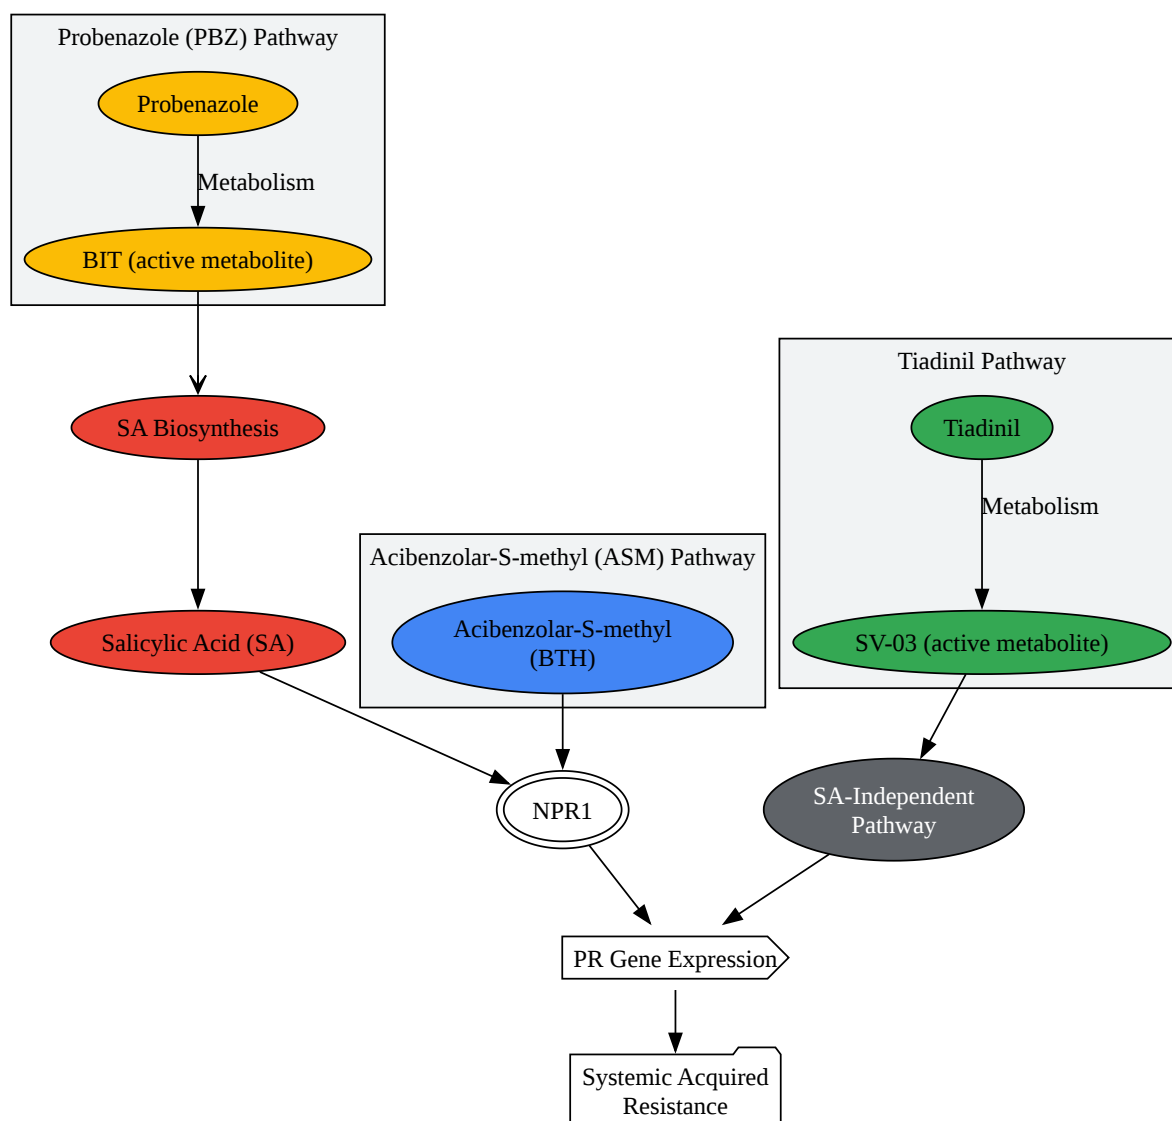 Probenazole (PBZ) Pathway
Probenazole
Metabolism
BIT (active metabolite)
SA Biosynthesis
Salicylic Acid (SA)
Acibenzolar-S-methyl (ASM) Pathway
Acibenzolar-S-methyl
(BTH)
Tiadinil Pathway
Tiadinil
Metabolism
SV-03 (active metabolite)
NPR1
SA-Independent
Pathway
PR Gene Expression
Systemic Acquired
Resistance